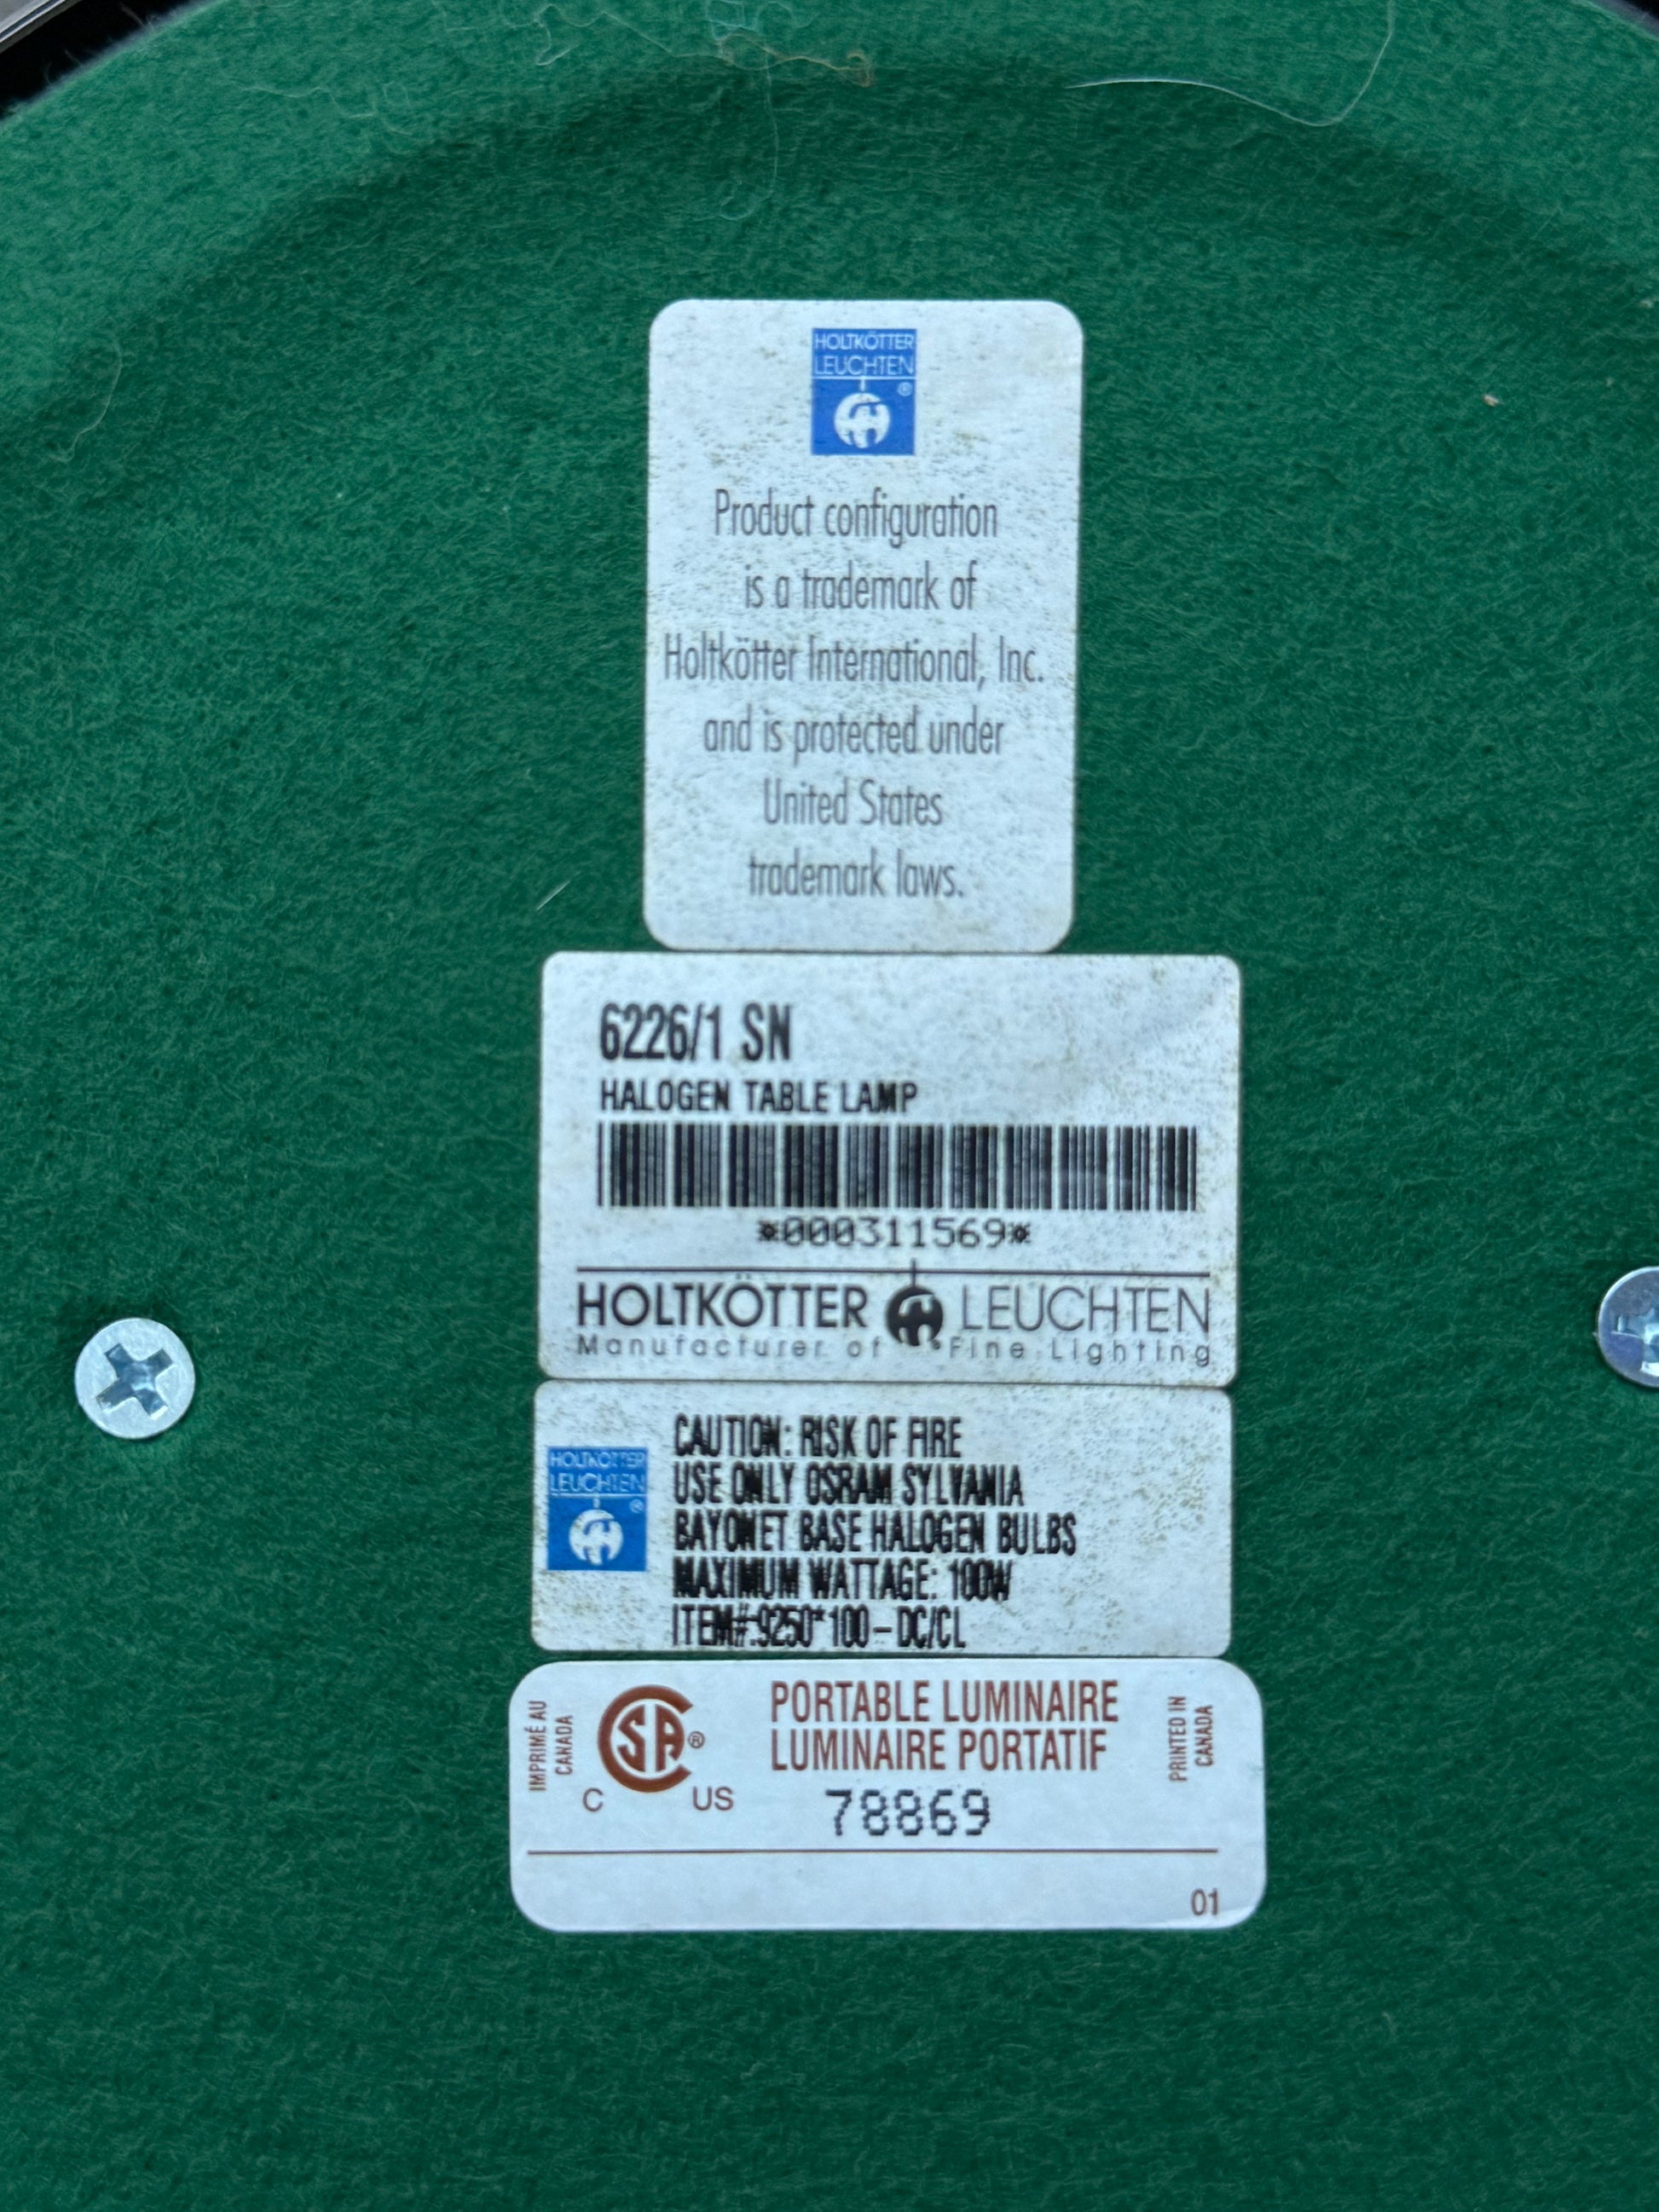 HOLTKÖTTER
LEUCHTEN
®
Product configuration
is a trademark of
Holtkötter International, Inc.
and is protected under
United States
trademark laws.
6226/1 SN
HALOGEN TABLE LAMP
*000311569*
HOLTKÖTTER LEUCHTEN
Manufacturer of ® Fine Lighting
HOLTKÖTTER
LEUCHTEN
®
CAUTION: RISK OF FIRE
USE ONLY OSRAM SYLVANIA
BAYONET BASE HALOGEN BULBS
MAXIMUM WATTAGE: 100W
ITEM#:9250*100-DC/CL
IMPRIMÉ AU
CANADA
CSA®
C US
PORTABLE LUMINAIRE
LUMINAIRE PORTATIF
78869
PRINTED IN
CANADA
01